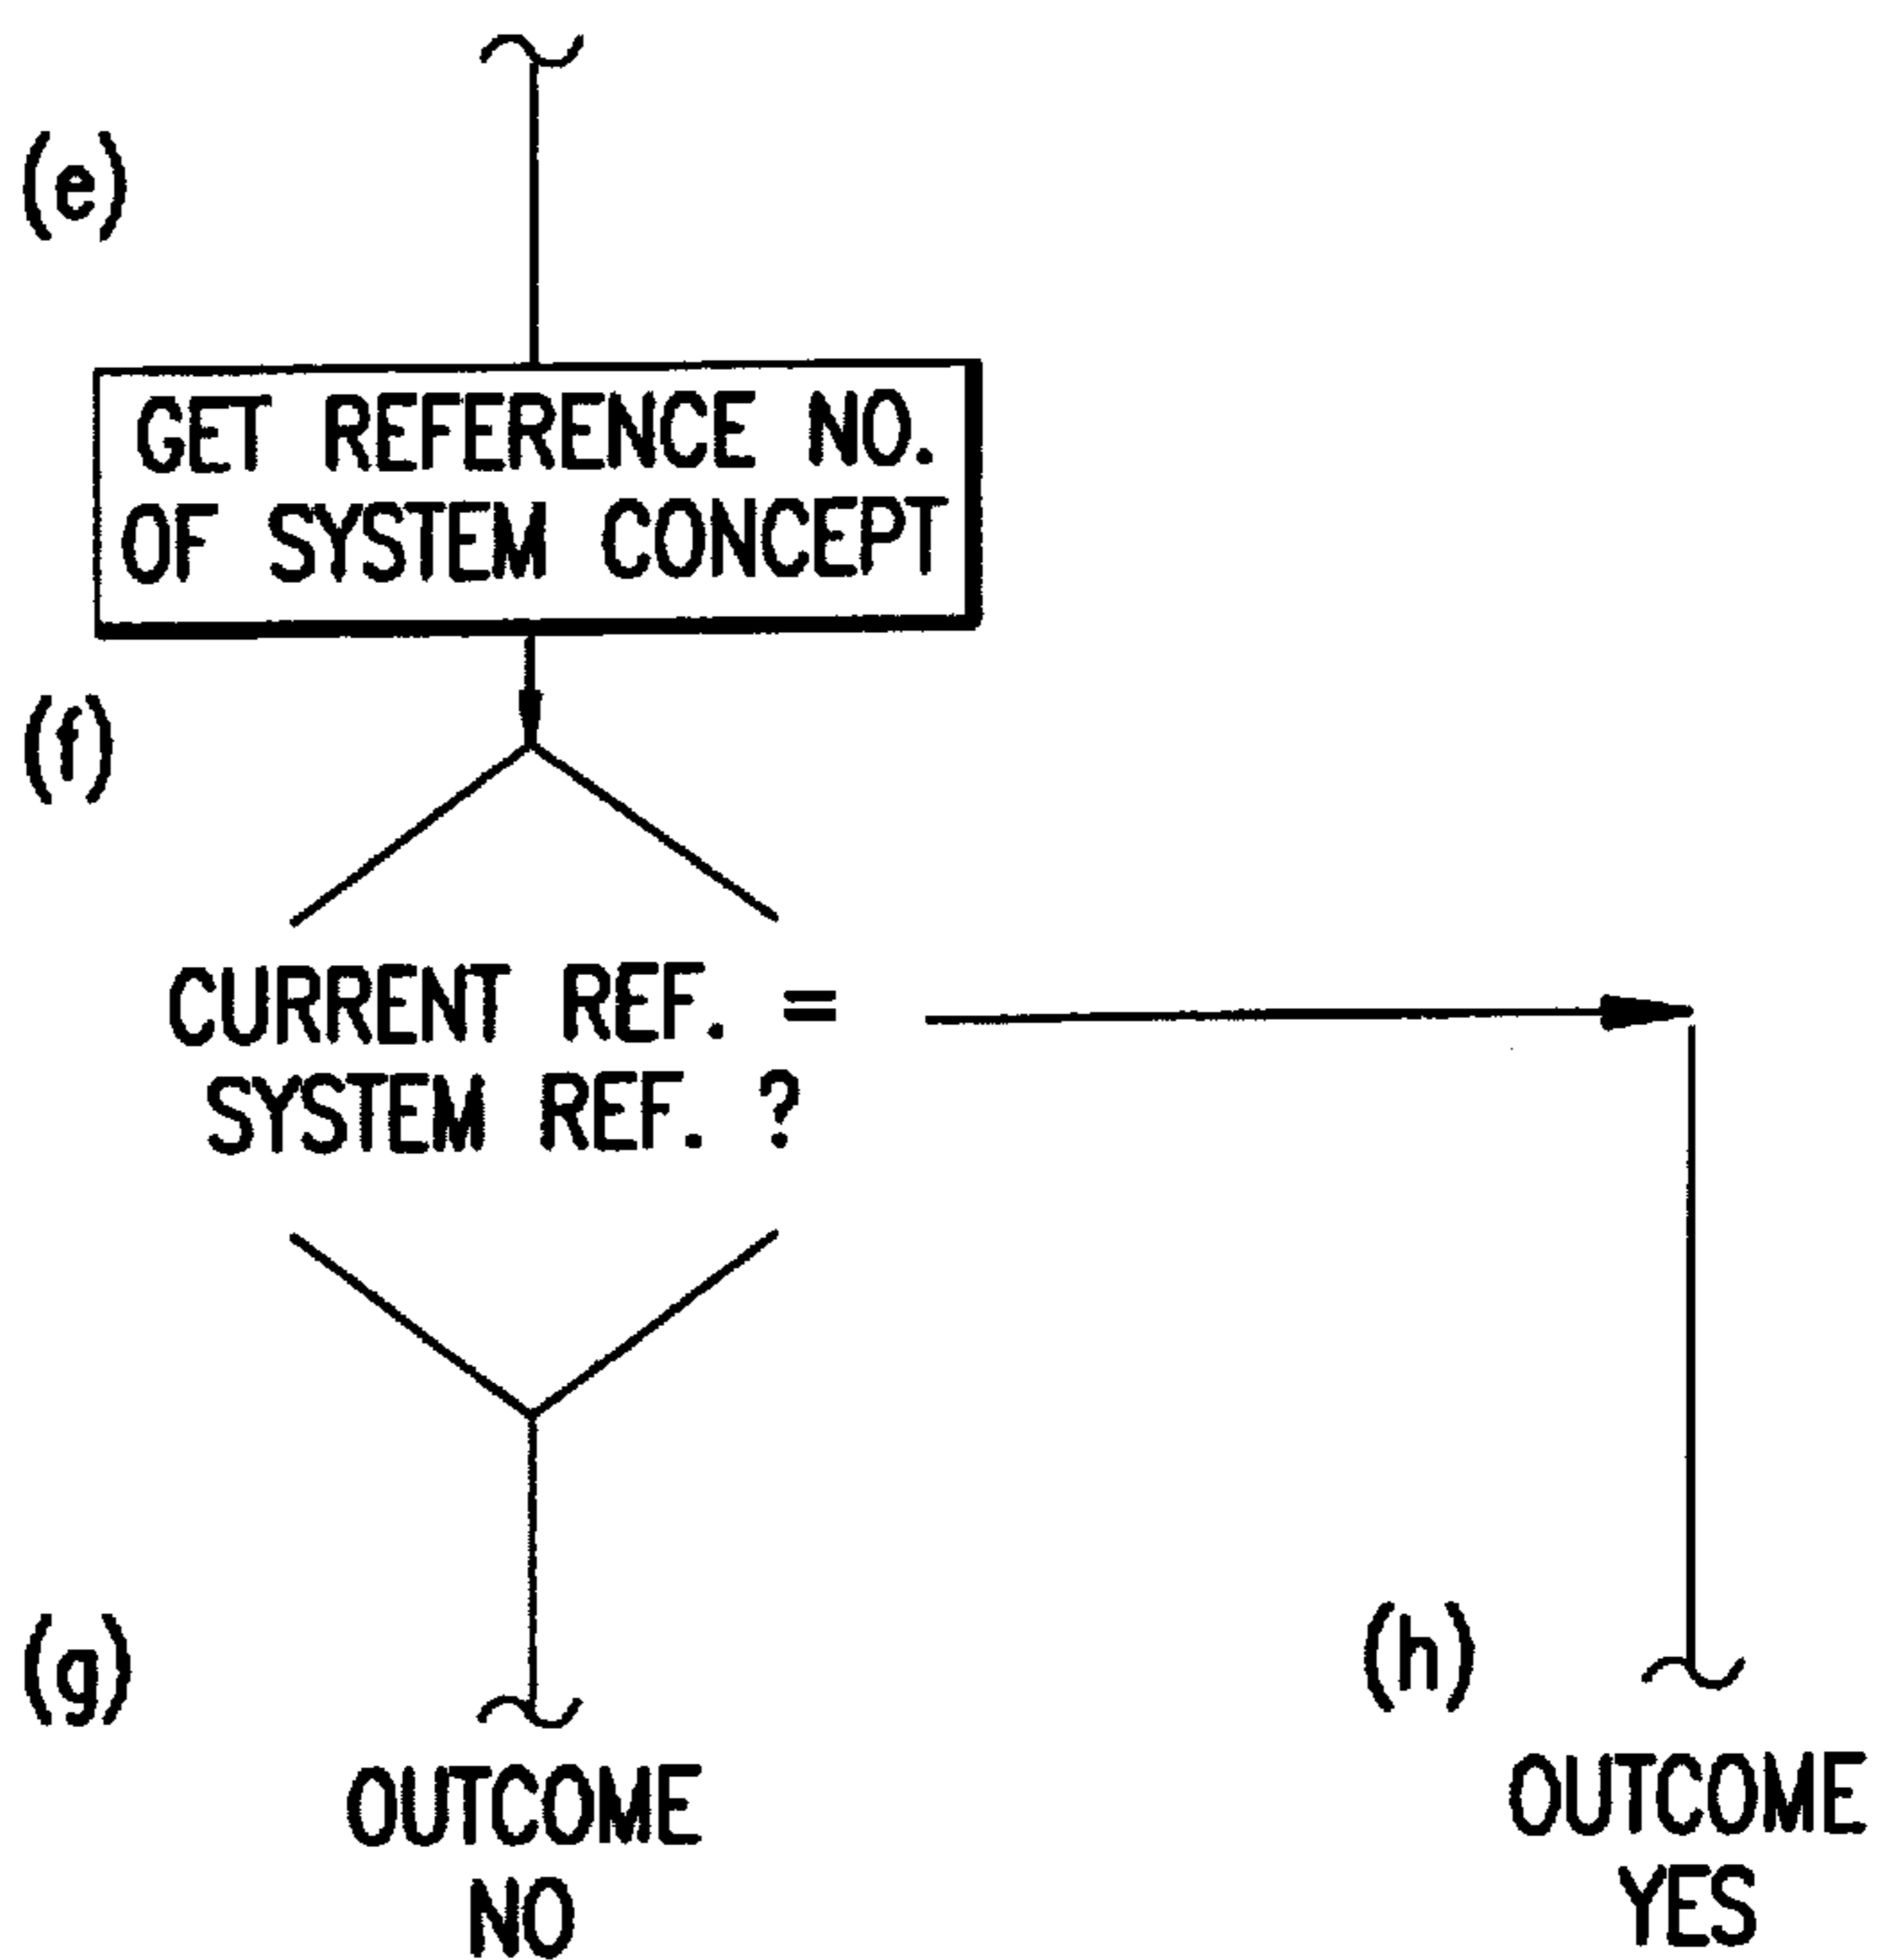 (e)
GET REFERENCE NO.
OF SYSTEM CONCEPT
(f)
CURRENT REF. =
SYSTEM REF. ?
(g)
(h)
OUTCOME
NO
OUTCOME
YES